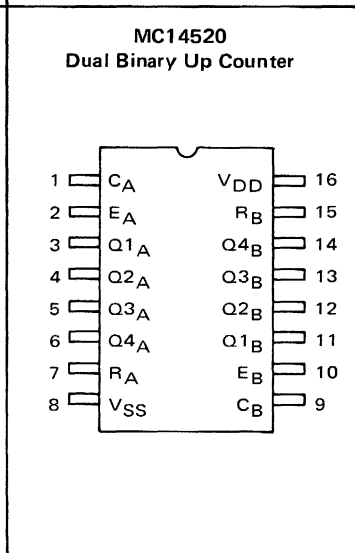 MC14520
Dual Binary Up Counter
1 CA VDD 16
2 EA RB 15
3 Q1A Q4B 14
4 Q2A Q3B 13
5 Q3A Q2B 12
6 Q4A Q1B 11
7 RA EB 10
8 VSS CB 9